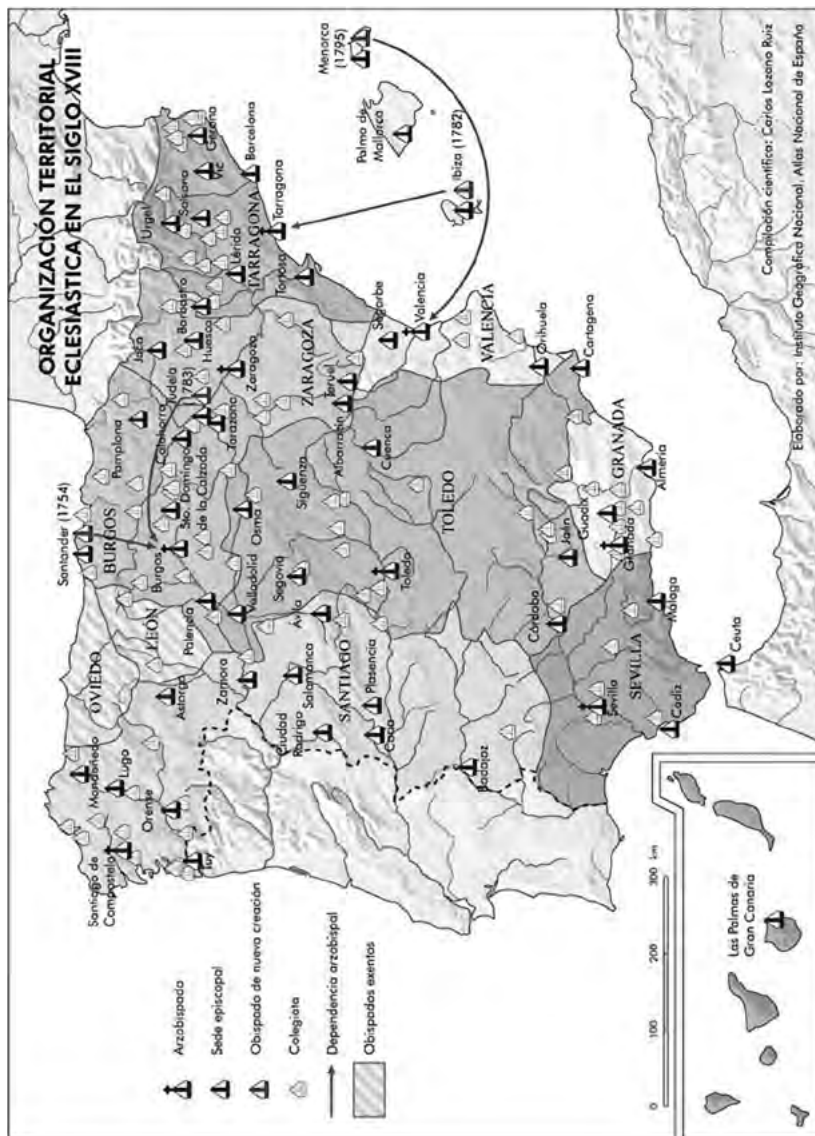 ORGANIZACIÓN TERRITORIAL
ECLESIÁSTICA EN EL SIGLO XVIII
Santander (1754)
Menorca
(1795)
Palma de
Mallorca
Ibiza (1782)
OVIEDO
BURGOS
LEÓN
Pamplona
Jaca
Urgel
Solsona
Gerona
Vic
Barcelona
Mondoñedo
Lugo
Santiago de
Compostela
Orense
Tuy
Astorga
Palencia
Burgos
Sto. Domingo
de la Calzada
Calahorra
Tudela
(1783)
Tarazona
Huesca
Barbastro
Lérida
TARRAGONA
Tarragona
Tortosa
Zaragoza
ZARAGOZA
Zamora
Valladolid
Osma
Sigüenza
Segovia
Ávila
Salamanca
Ciudad
Rodrigo
SANTIAGO
Plasencia
Coria
Toledo
TOLEDO
Cuenca
Albarracín
Teruel
Segorbe
Valencia
VALENCIA
Orihuela
Cartagena
Badajoz
Córdoba
Jaén
Guadix
GRANADA
Granada
Almería
SEVILLA
Sevilla
Málaga
Cádiz
Ceuta
Arzobispado
Sede episcopal
Obispado de nueva creación
Colegiata
Dependencia arzobispal
Obispados exentos
0 100 200 300 km
Las Palmas de
Gran Canaria
Compilación científica: Carlos Lozano Ruiz
Elaborado por: Instituto Geográfico Nacional, Atlas Nacional de España